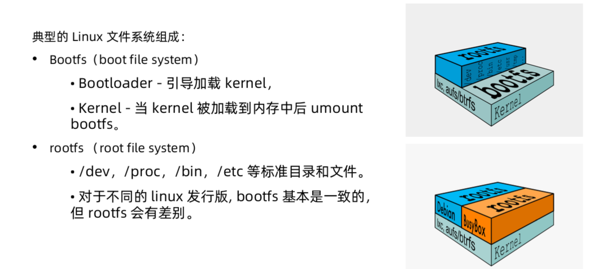 典型的 Linux 文件系统组成：
• Bootfs（boot file system）
• Bootloader - 引导加载 kernel，
• Kernel - 当 kernel 被加载到内存中后 umount
bootfs。
• rootfs （root file system）
• /dev，/proc，/bin，/etc 等标准目录和文件。
• 对于不同的 linux 发行版, bootfs 基本是一致的，
但 rootfs 会有差别。
rootfs
bootfs
lxc, aufs/btrfs
Kernel
rootfs
Debian
BusyBox
lxc, aufs/btrfs
Kernel